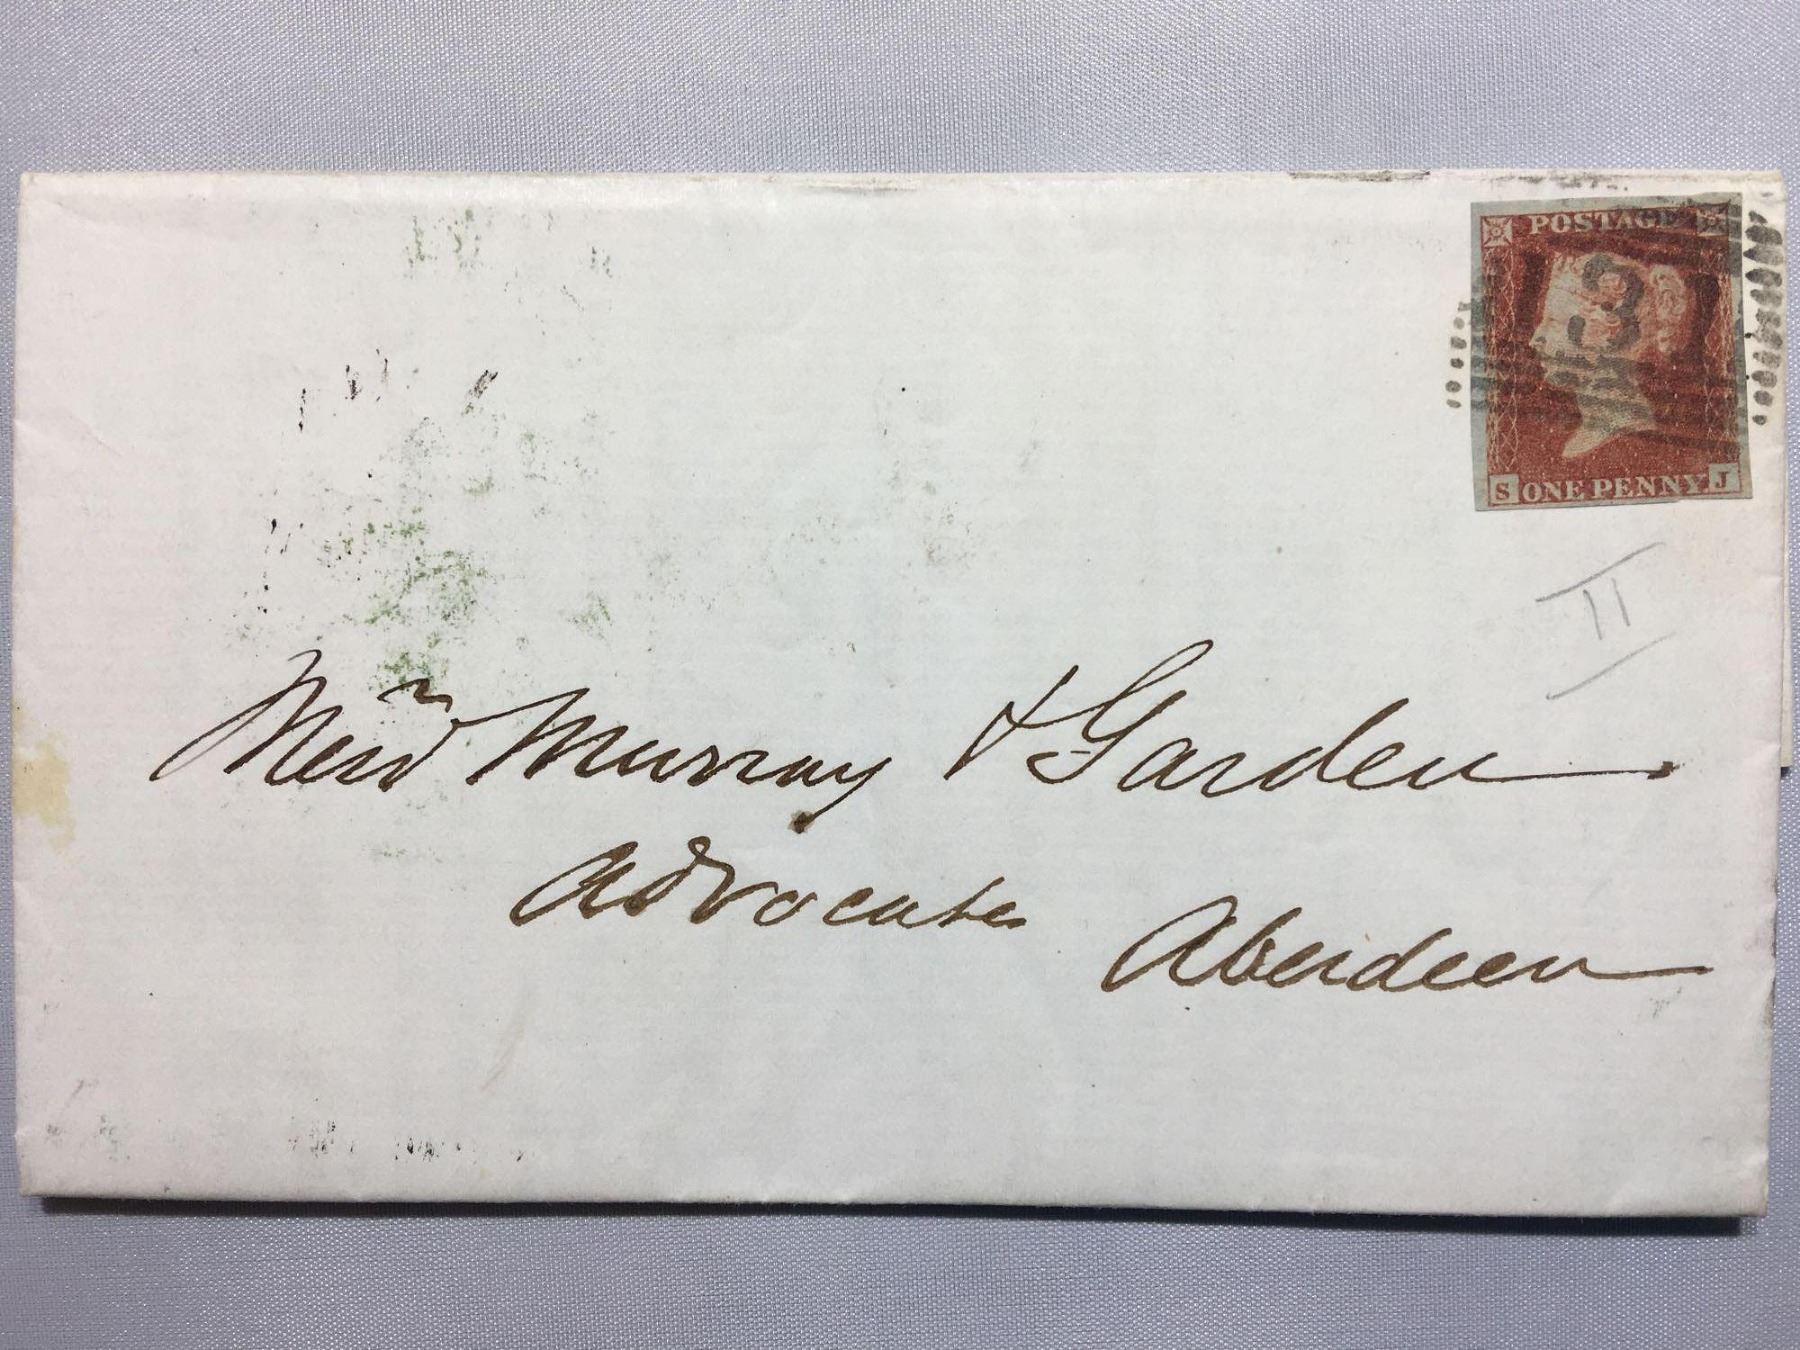 POSTAGE
3
S ONE PENNY. J
II
Messrs Murray & Garden
Advocates Aberdeen